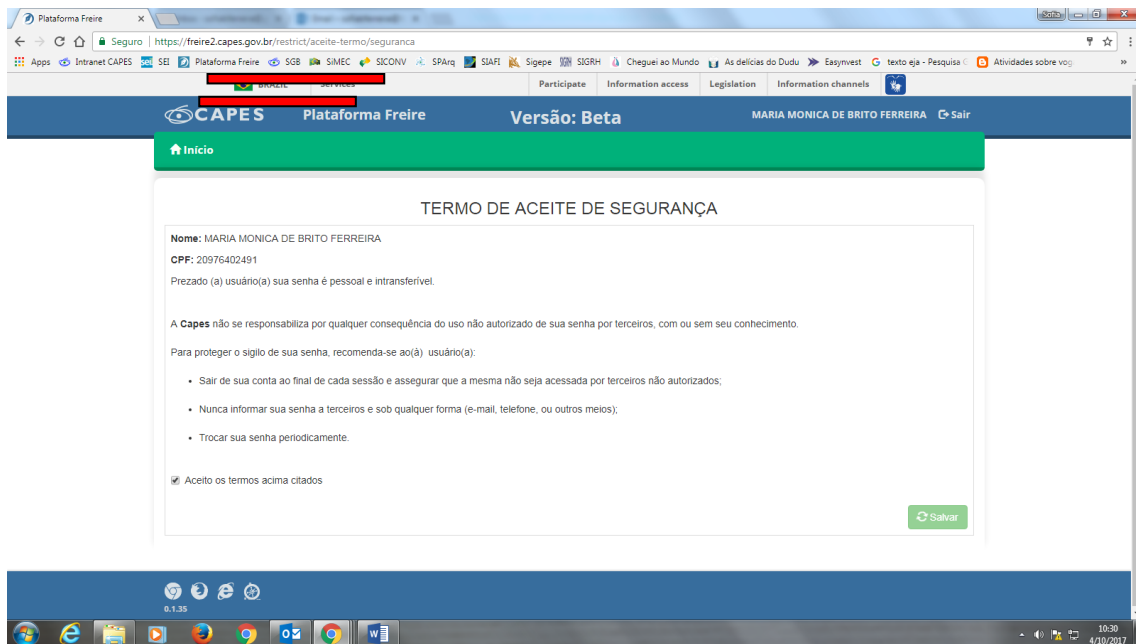 Plataforma Freire
Sofia
Seguro | https://freire2.capes.gov.br/restrict/aceite-termo/seguranca
Apps Intranet CAPES SEI Plataforma Freire SGB SiMEC SICONV SPArq SIAFI Sigepe SIGRH Cheguei ao Mundo As delícias do Dudu Easynvest texto eja - Pesquisa Atividades sobre vog »
BRAZIL Services Participate Information access Legislation Information channels
CAPES Plataforma Freire Versão: Beta MARIA MONICA DE BRITO FERREIRA Sair
Início
TERMO DE ACEITE DE SEGURANÇA
Nome: MARIA MONICA DE BRITO FERREIRA
CPF: 20976402491
Prezado (a) usuário(a) sua senha é pessoal e intransferível.
A Capes não se responsabiliza por qualquer consequência do uso não autorizado de sua senha por terceiros, com ou sem seu conhecimento.
Para proteger o sigilo de sua senha, recomenda-se ao(à) usuário(a):
• Sair de sua conta ao final de cada sessão e assegurar que a mesma não seja acessada por terceiros não autorizados;
• Nunca informar sua senha a terceiros e sob qualquer forma (e-mail, telefone, ou outros meios);
• Trocar sua senha periodicamente.
Aceito os termos acima citados
Salvar
0.1.35
10:30
4/10/2017